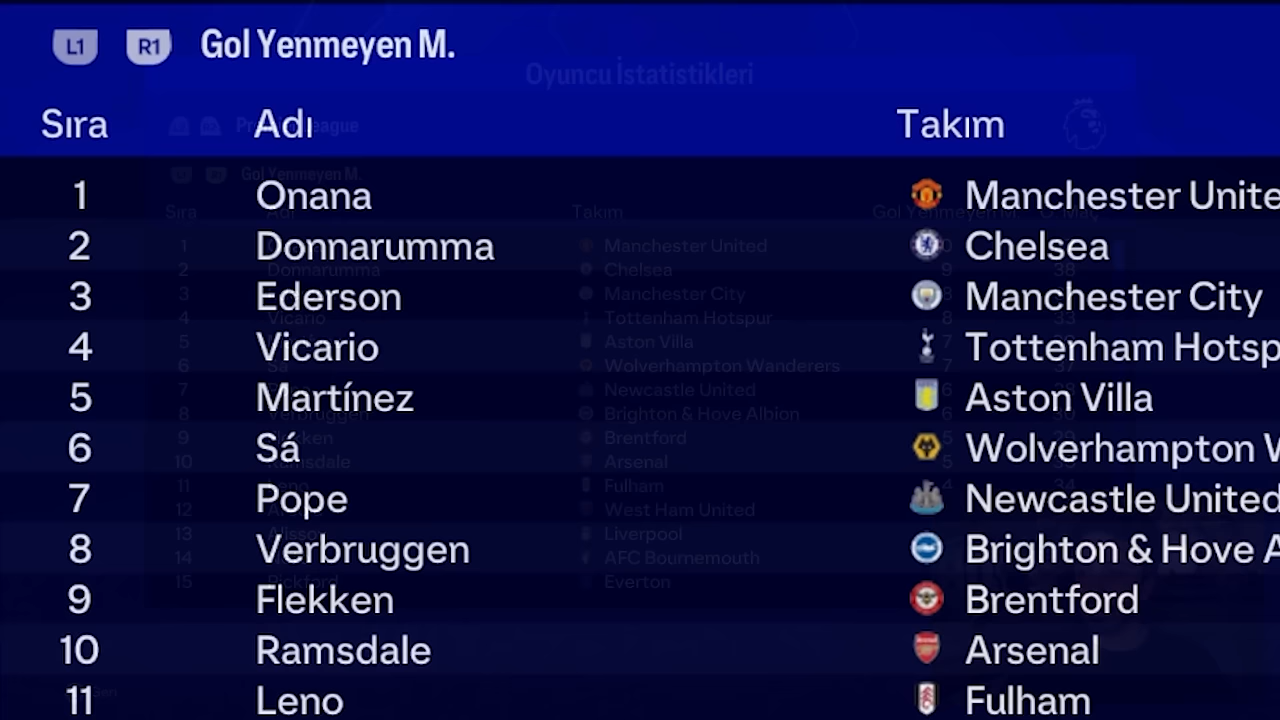 L1 R1 Gol Yenmeyen M.
Oyuncu İstatistikleri
Sıra Adı Takım
1 Onana Manchester Unite
2 Donnarumma Chelsea
3 Ederson Manchester City
4 Vicario Tottenham Hotsp
5 Martínez Aston Villa
6 Sá Wolverhampton W
7 Pope Newcastle United
8 Verbruggen Brighton & Hove A
9 Flekken Brentford
10 Ramsdale Arsenal
11 Leno Fulham